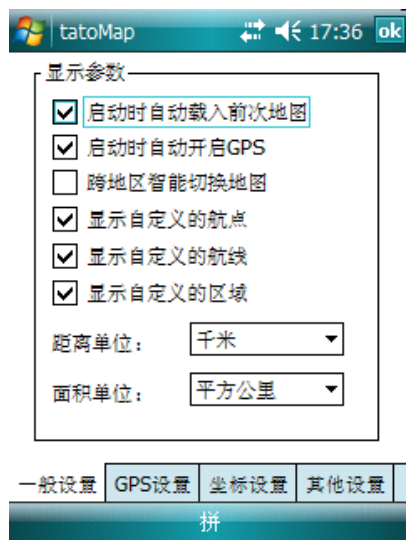 tatoMap 17:36 ok
显示参数
启动时自动载入前次地图
启动时自动开启GPS
跨地区智能切换地图
显示自定义的航点
显示自定义的航线
显示自定义的区域
距离单位： 千米
面积单位： 平方公里
一般设置 GPS设置 坐标设置 其他设置
拼